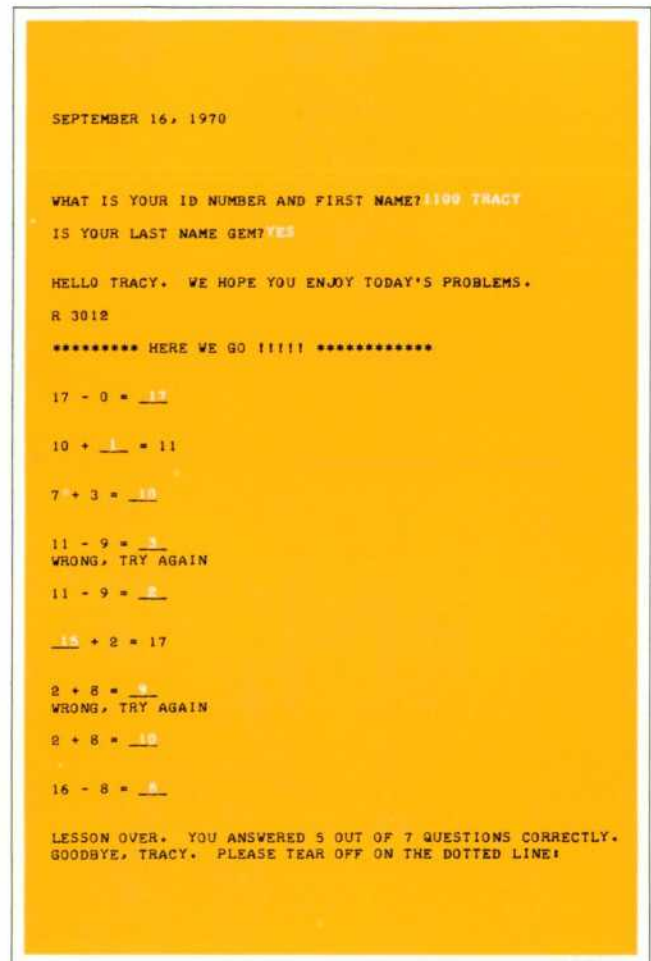 SEPTEMBER 16, 1970
WHAT IS YOUR ID NUMBER AND FIRST NAME?1100 TRACY
IS YOUR LAST NAME GEM?YES
HELLO TRACY. WE HOPE YOU ENJOY TODAY'S PROBLEMS.
R 3012
********* HERE WE GO !!!!! ************
17 - 0 = 17
10 + 1 = 11
7 + 3 = 10
11 - 9 = 3
WRONG, TRY AGAIN
11 - 9 = 2
15 + 2 = 17
2 + 8 = 9
WRONG, TRY AGAIN
2 + 8 = 10
16 - 8 = 8
LESSON OVER. YOU ANSWERED 5 OUT OF 7 QUESTIONS CORRECTLY.
GOODBYE, TRACY. PLEASE TEAR OFF ON THE DOTTED LINE: